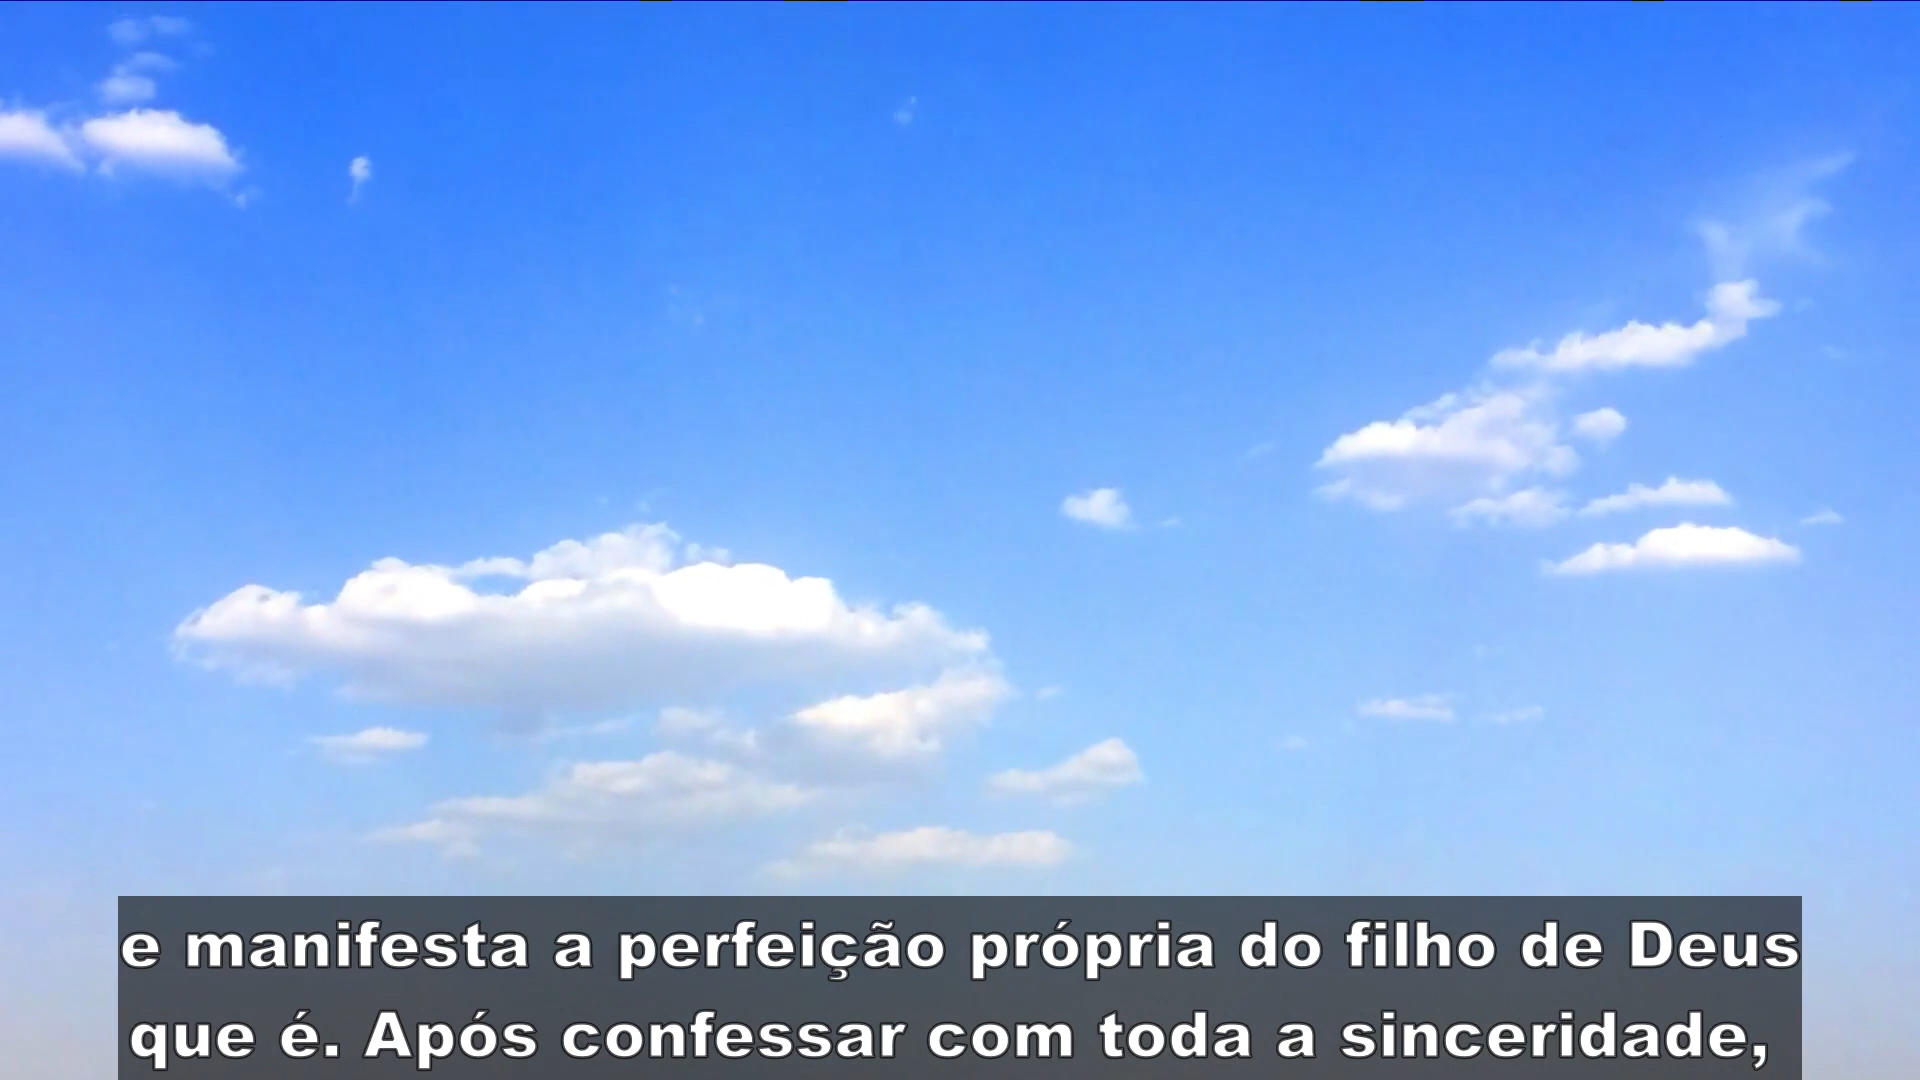 e manifesta a perfeição própria do filho de Deus
que é. Após confessar com toda a sinceridade,